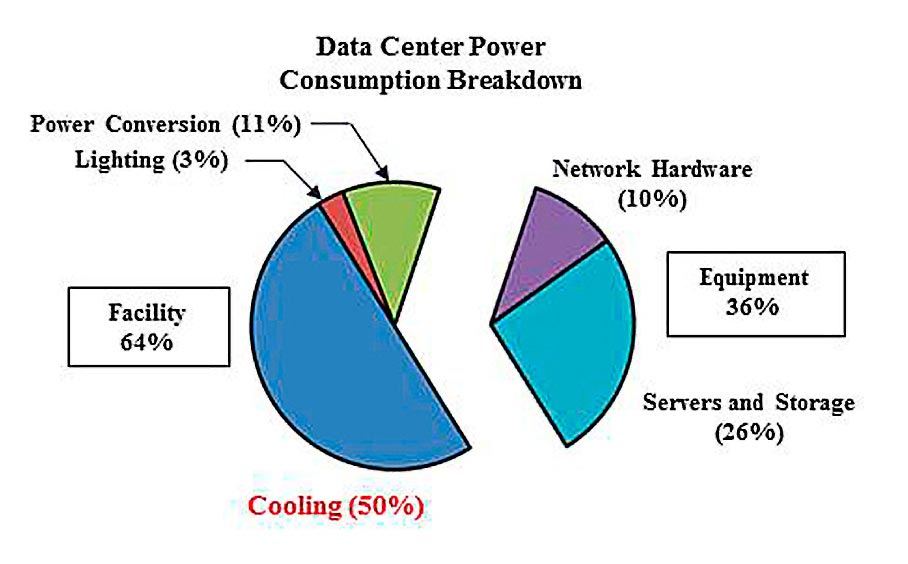 Data Center Power
Consumption Breakdown
Power Conversion (11%)
Lighting (3%)
Network Hardware
(10%)
Equipment
36%
Facility
64%
Servers and Storage
(26%)
Cooling (50%)